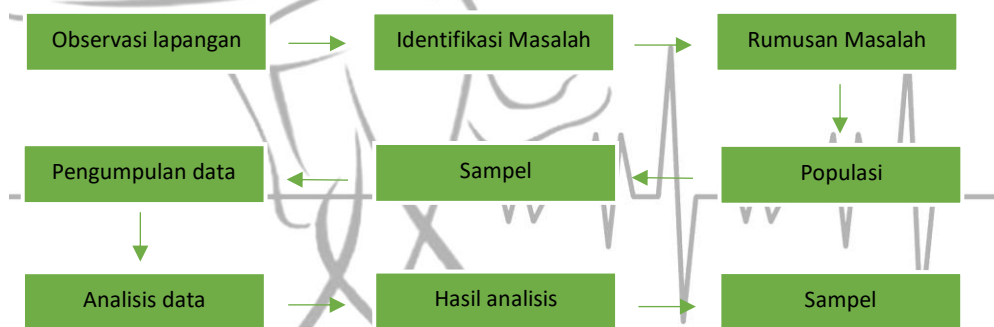 Observasi lapangan
Identifikasi Masalah
Rumusan Masalah
Populasi
Sampel
Pengumpulan data
Analisis data
Hasil analisis
Sampel